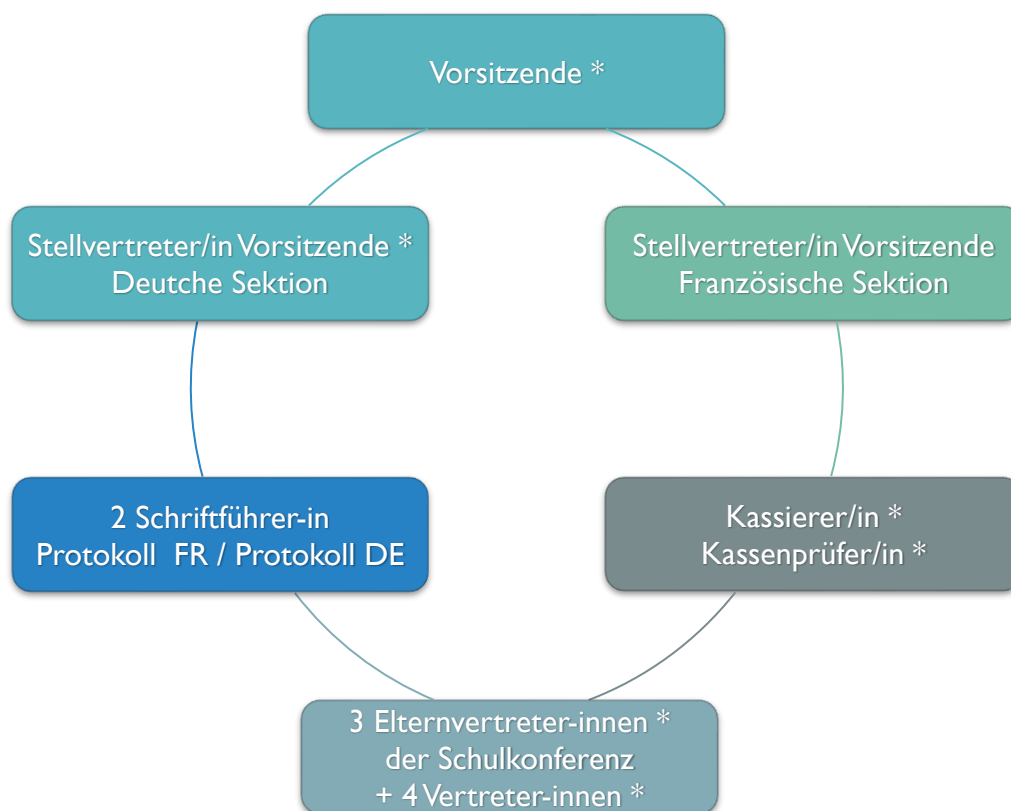 Vorsitzende *
Stellvertreter/in Vorsitzende *
Deutche Sektion
Stellvertreter/in Vorsitzende
Französische Sektion
2 Schriftführer-in
Protokoll FR / Protokoll DE
Kassierer/in *
Kassenprüfer/in *
3 Elternvertreter-innen *
der Schulkonferenz
+ 4 Vertreter-innen *